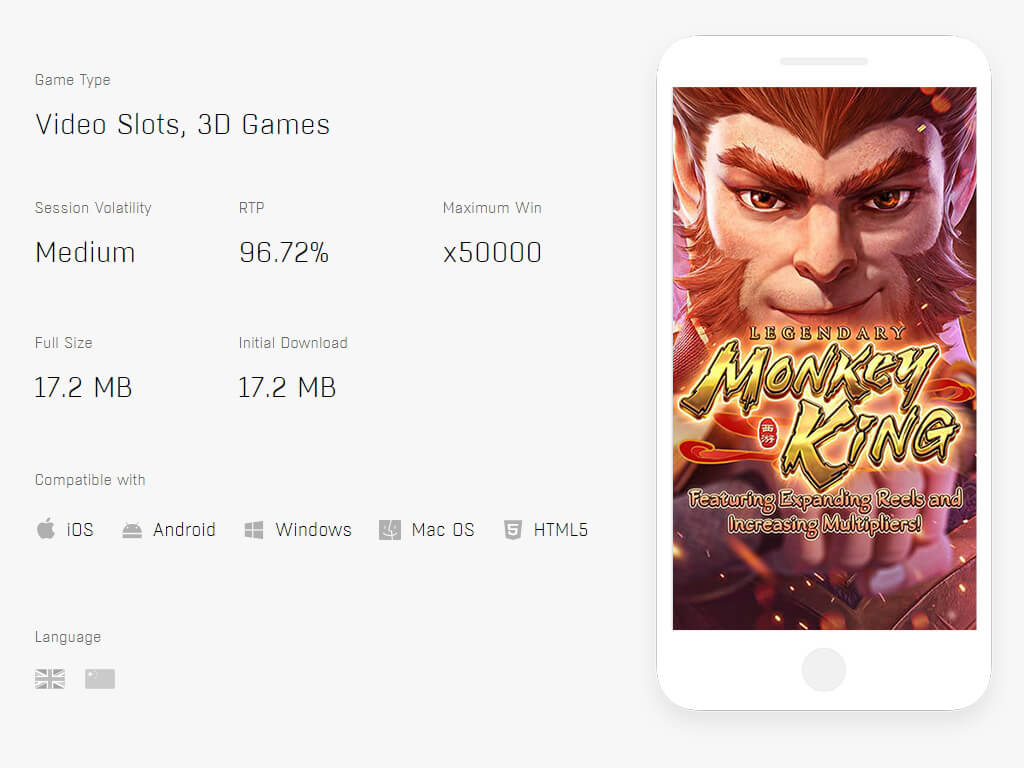 Game Type
Video Slots, 3D Games
Session Volatility
RTP
Maximum Win
Medium
96.72%
x50000
Full Size
Initial Download
17.2 MB
17.2 MB
Compatible with
iOS
Android
Windows
Mac OS
HTML5
Language
LEGENDARY
MONKEY
KING
西游
Featuring Expanding Reels and
Increasing Multipliers!